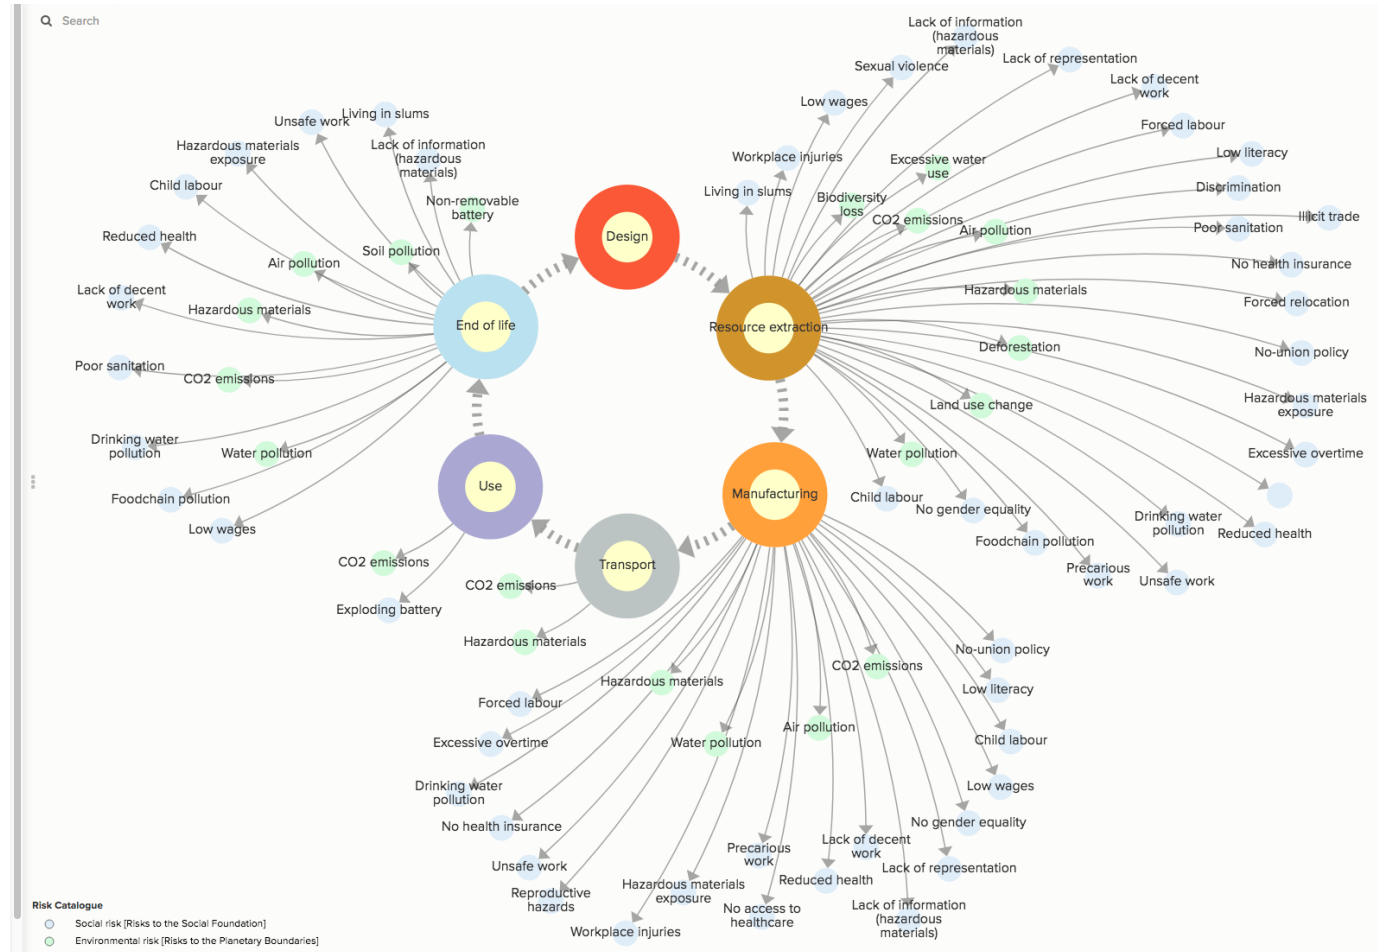 Search
Lack of information
(hazardous
materials)
Sexual violence
Lack of representation
Lack of decent
work
Low wages
Forced labour
Living in slums
Unsafe work
Lack of information
(hazardous
materials)
Hazardous materials
exposure
Child labour
Non-removable
battery
Workplace injuries
Excessive water
use
Low literacy
Living in slums
Biodiversity
loss
Discrimination
CO2 emissions
Air pollution
Illicit trade
Poor sanitation
Reduced health
Soil pollution
Air pollution
Design
No health insurance
Lack of decent
work
Hazardous materials
Hazardous materials
Forced relocation
End of life
Resource extraction
Deforestation
No-union policy
Poor sanitation
CO2 emissions
Land use change
Hazardous materials
exposure
Drinking water
pollution
Water pollution
Water pollution
Excessive overtime
Use
Manufacturing
Foodchain pollution
Child labour
No gender equality
Drinking water
pollution
Reduced health
Low wages
Foodchain pollution
Precarious
work
Unsafe work
CO2 emissions
Transport
CO2 emissions
Exploding battery
Hazardous materials
No-union policy
CO2 emissions
Hazardous materials
Low literacy
Forced labour
Air pollution
Child labour
Excessive overtime
Water pollution
Drinking water
pollution
Low wages
No health insurance
No gender equality
Precarious
work
Lack of decent
work
Unsafe work
Lack of representation
Reproductive
hazards
Hazardous materials
exposure
Reduced health
No access to
healthcare
Lack of information
(hazardous
materials)
Workplace injuries
Risk Catalogue
Social risk [Risks to the Social Foundation]
Environmental risk [Risks to the Planetary Boundaries]